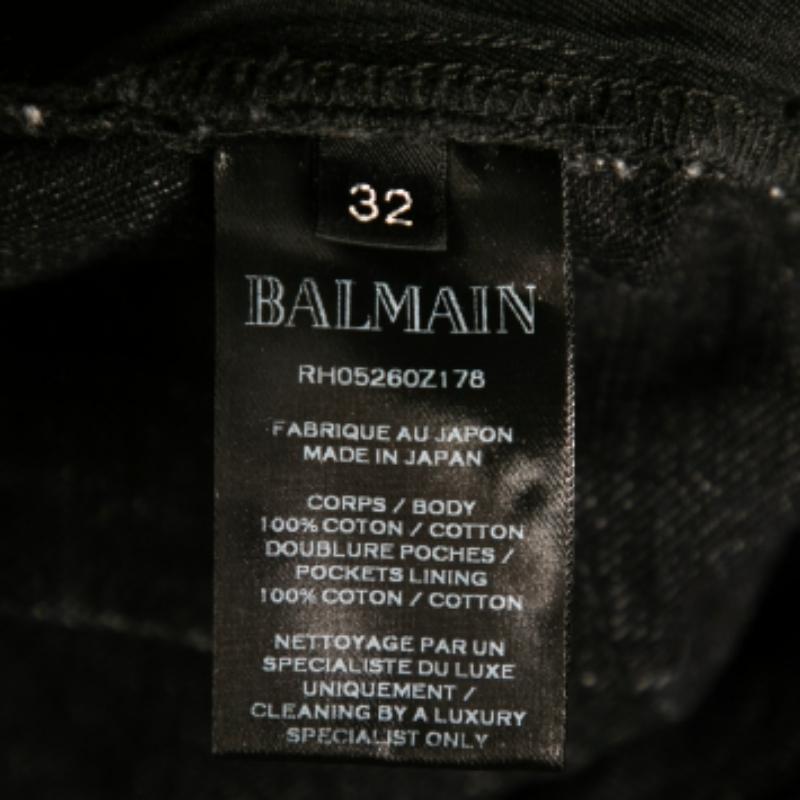 32
BALMAIN
RH05260Z178
FABRIQUE AU JAPON
MADE IN JAPAN
CORPS / BODY
100% COTON / COTTON
DOUBLURE POCHES /
POCKETS LINING
100% COTON / COTTON
NETTOYAGE PAR UN
SPECIALISTE DU LUXE
UNIQUEMENT /
CLEANING BY A LUXURY
SPECIALIST ONLY